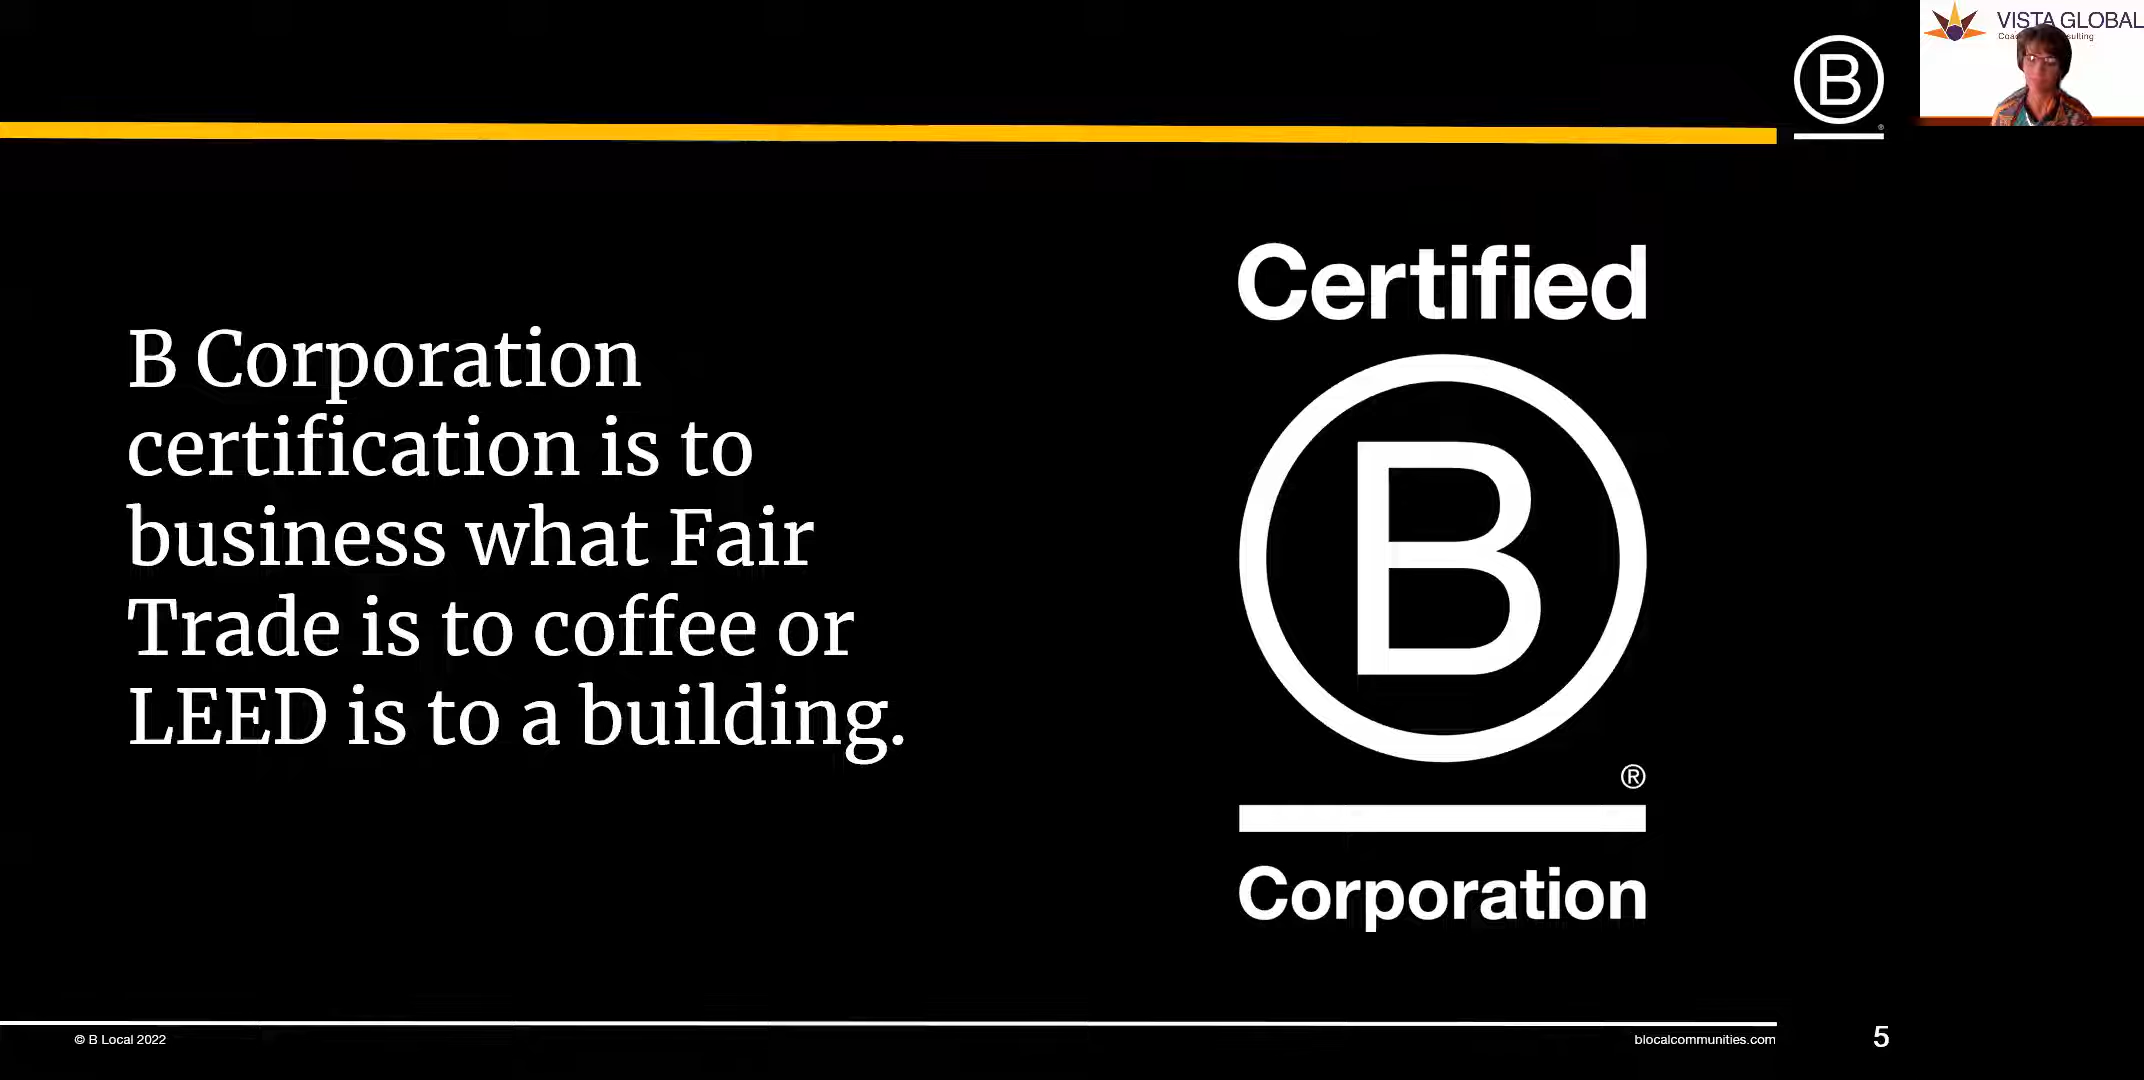 VISTA GLOBAL
B
®
Certified
B Corporation
certification is to
business what Fair
Trade is to coffee or
LEED is to a building.
B
®
Corporation
© B Local 2022
blocalcommunities.com
5